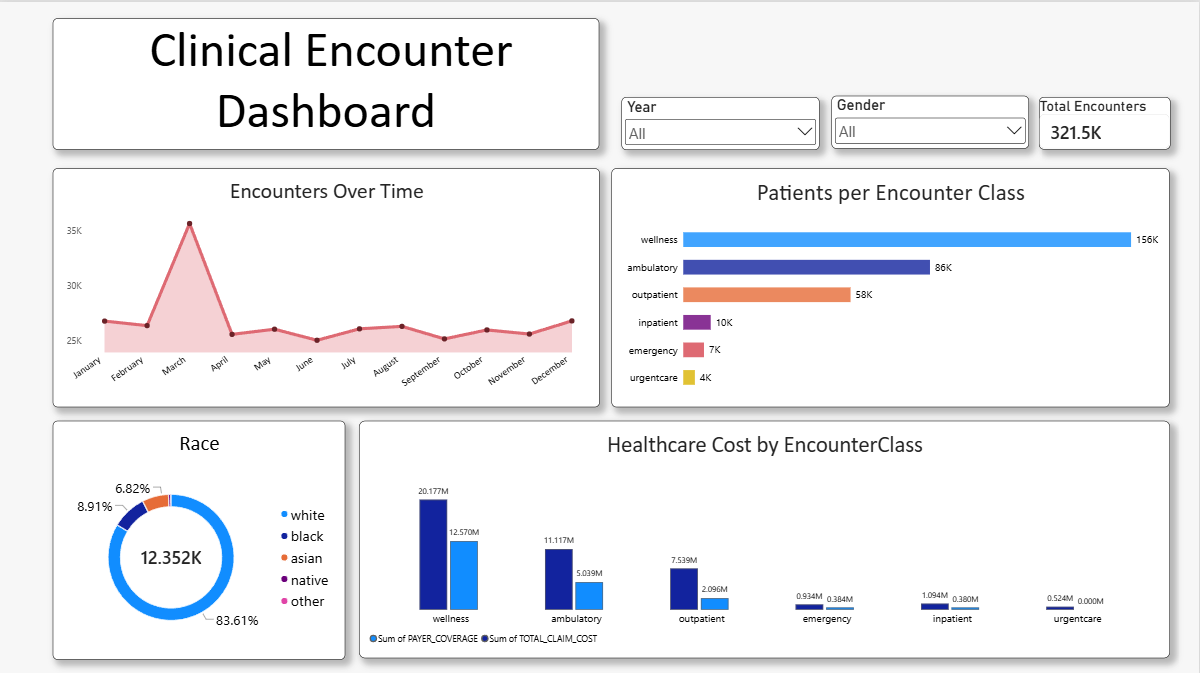 Clinical Encounter
Dashboard
Year
All
Gender
All
Total Encounters
321.5K
Encounters Over Time
35K
30K
25K
January
February
March
April
May
June
July
August
September
October
November
December
Patients per Encounter Class
wellness 156K
ambulatory 86K
outpatient 58K
inpatient 10K
emergency 7K
urgentcare 4K
Race
6.82%
8.91%
12.352K
83.61%
white
black
asian
native
other
Healthcare Cost by EncounterClass
20.177M
12.570M
11.117M
5.039M
7.539M
2.096M
0.934M
0.384M
1.094M
0.380M
0.524M
0.000M
wellness
ambulatory
outpatient
emergency
inpatient
urgentcare
Sum of PAYER_COVERAGE
Sum of TOTAL_CLAIM_COST